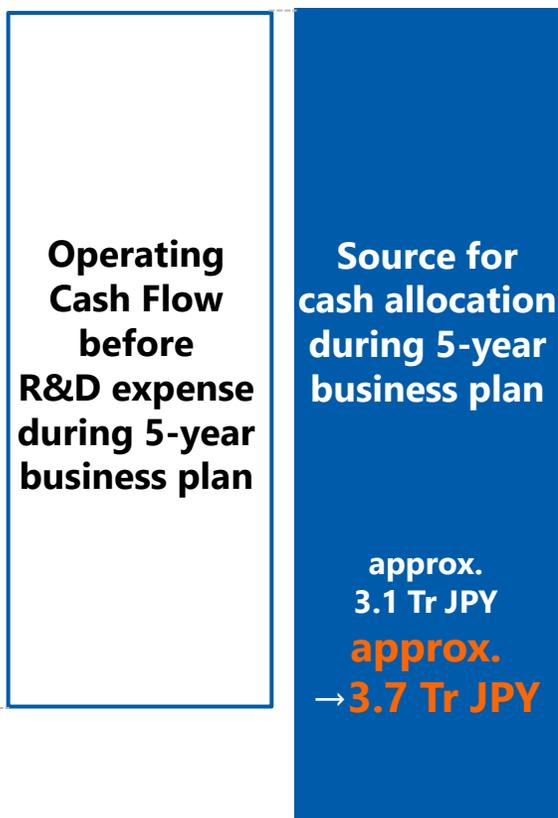 Operating
Cash Flow
before
R&D expense
during 5-year
business plan
Source for
cash allocation
during 5-year
business plan
approx.
3.1 Tr JPY
approx.
→3.7 Tr JPY